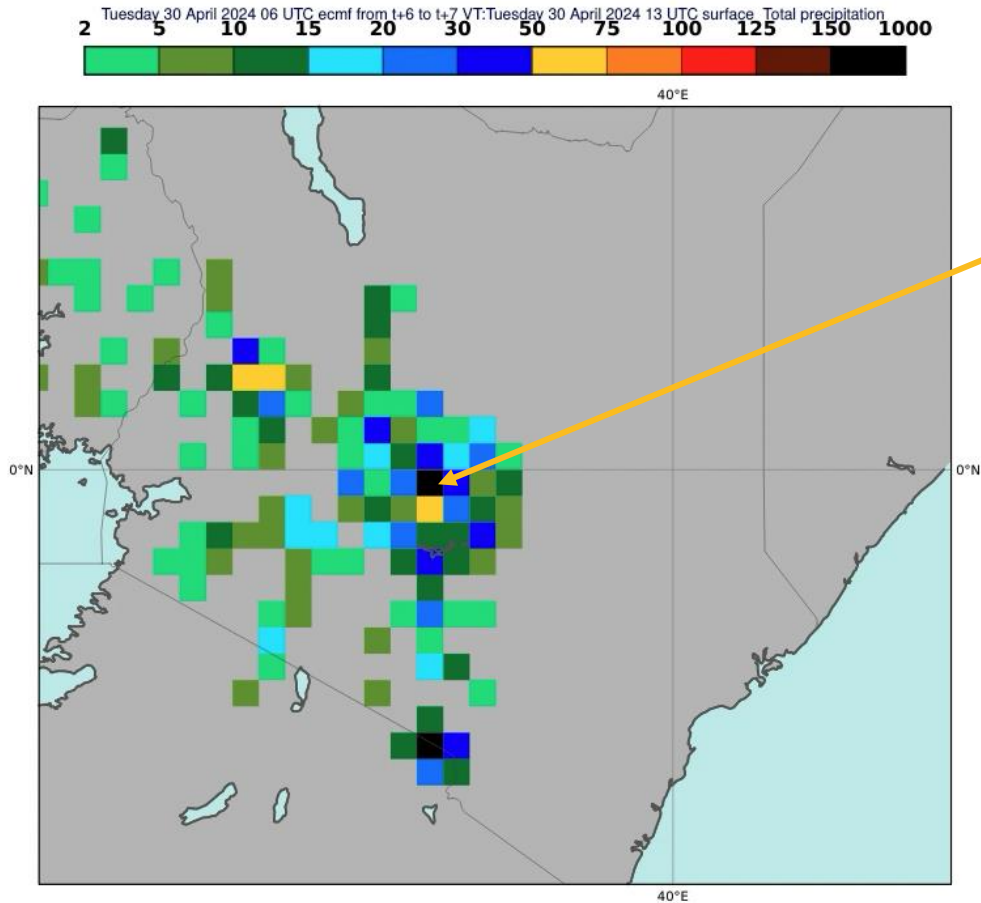 Tuesday 30 April 2024 06 UTC ecmf from t+6 to t+7 VT:Tuesday 30 April 2024 13 UTC surface Total precipitation
2 5 10 15 20 30 50 75 100 125 150 1000
40°E
0°N 0°N
40°E